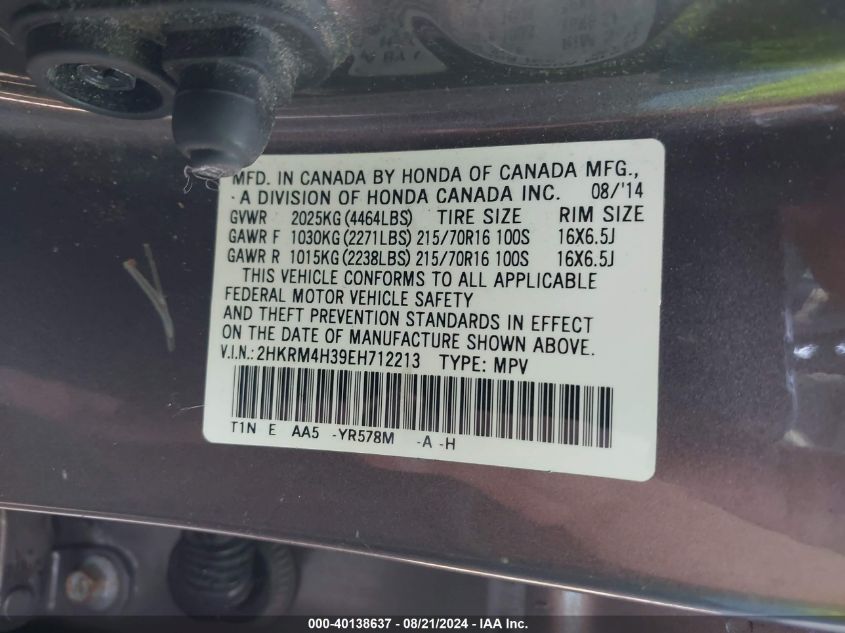 MFD. IN CANADA BY HONDA OF CANADA MFG.,
A DIVISION OF HONDA CANADA INC. 08/'14
GVWR 2025KG (4464LBS) TIRE SIZE RIM SIZE
GAWR F 1030KG (2271LBS) 215/70R16 100S 16X6.5J
GAWR R 1015KG (2238LBS) 215/70R16 100S 16X6.5J
THIS VEHICLE CONFORMS TO ALL APPLICABLE
FEDERAL MOTOR VEHICLE SAFETY
AND THEFT PREVENTION STANDARDS IN EFFECT
ON THE DATE OF MANUFACTURE SHOWN ABOVE.
V.I.N.: 2HKRM4H39EH712213 TYPE: MPV
T1N E AA5 -YR578M -A -H
000-40138637 - 08/21/2024 - IAA Inc.